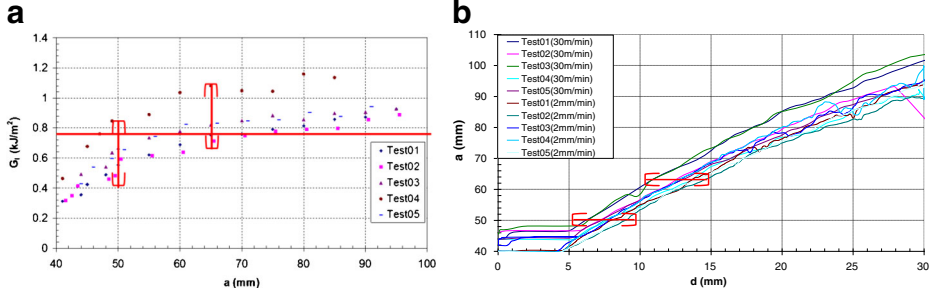 a
1.4
1.2
1
0.8
0.6
0.4
0.2
0
G_I (kJ/m²)
40 50 60 70 80 90 100
a (mm)
Test01
Test02
Test03
Test04
Test05
b
110
100
90
80
70
60
50
40
a (mm)
0 5 10 15 20 25 30
d (mm)
Test01(30m/min)
Test02(30m/min)
Test03(30m/min)
Test04(30m/min)
Test05(30m/min)
Test01(2mm/min)
Test02(2mm/min)
Test03(2mm/min)
Test04(2mm/min)
Test05(2mm/min)